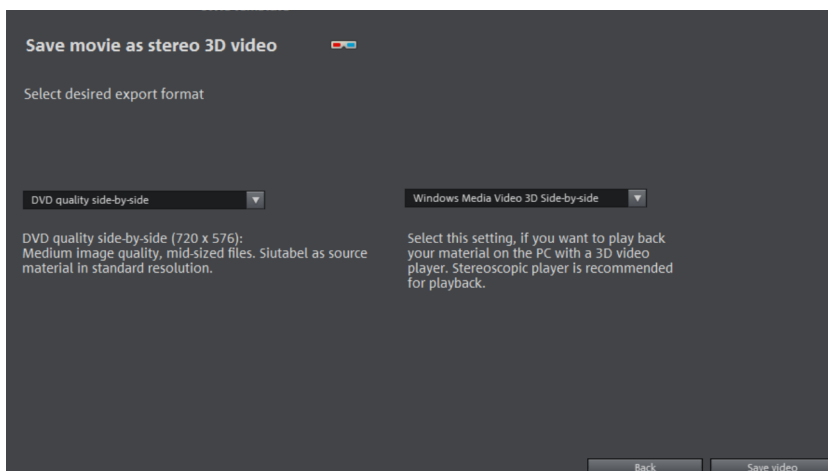 Save movie as stereo 3D video
Select desired export format
DVD quality side-by-side
DVD quality side-by-side (720 x 576):
Medium image quality, mid-sized files. Siutabel as source
material in standard resolution.
Windows Media Video 3D Side-by-side
Select this setting, if you want to play back
your material on the PC with a 3D video
player. Stereoscopic player is recommended
for playback.
Back
Save video